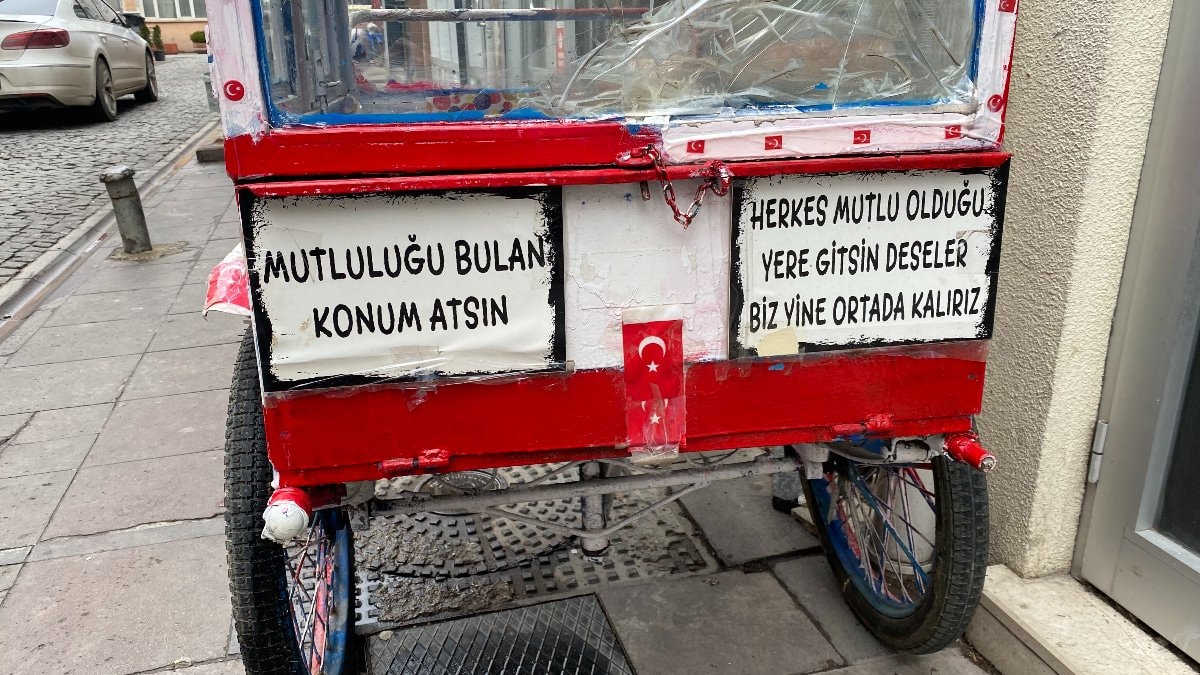 MUTLULUĞU BULAN
KONUM ATSIN
HERKES MUTLU OLDUĞU
YERE GİTSİN DESELER
BİZ YİNE ORTADA KALIRIZ